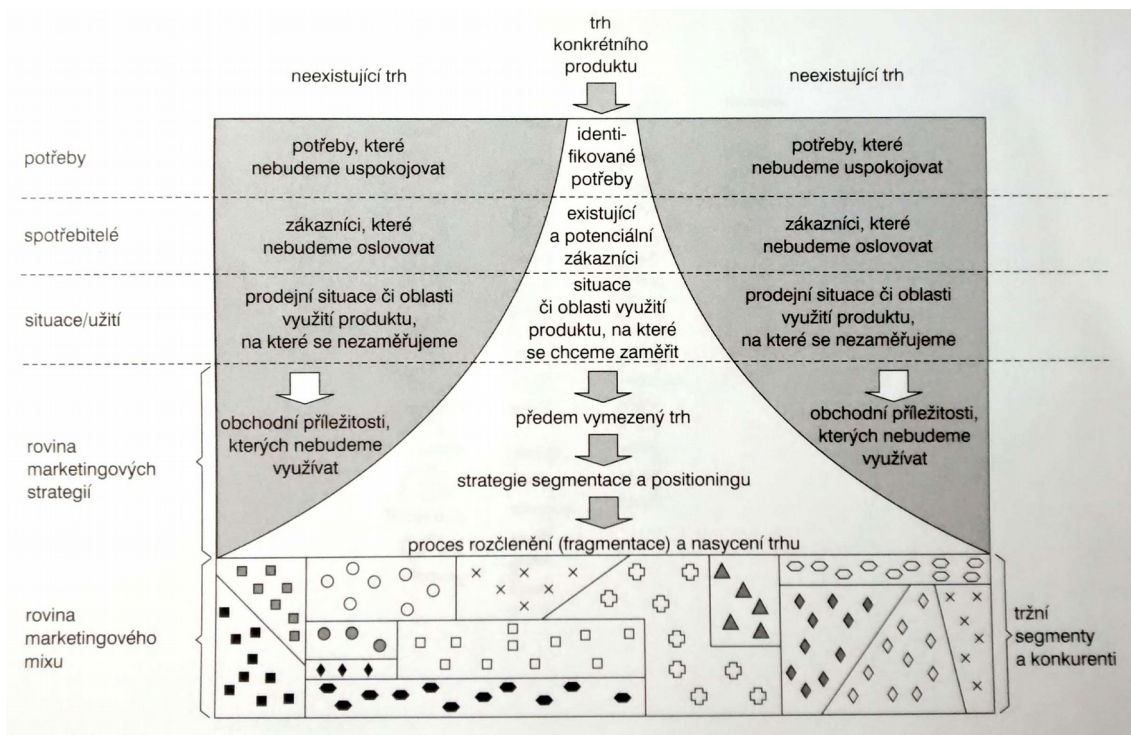 trh
konkrétního
produktu
neexistující trh
neexistující trh
potřeby
potřeby, které
nebudeme uspokojovat
identi-
fikované
potřeby
potřeby, které
nebudeme uspokojovat
spotřebitelé
zákazníci, které
nebudeme oslovovat
existující
a potenciální
zákazníci
zákazníci, které
nebudeme oslovovat
situace/užití
prodejní situace či oblasti
využití produktu,
na které se nezaměřujeme
situace
či oblasti využití
produktu, na které
se chceme zaměřit
prodejní situace či oblasti
využití produktu,
na které se nezaměřujeme
rovina
marketingových
strategií
obchodní příležitosti,
kterých nebudeme
využívat
předem vymezený trh
strategie segmentace a positioningu
proces rozčlenění (fragmentace) a nasycení trhu
obchodní příležitosti,
kterých nebudeme
využívat
rovina
marketingového
mixu
tržní
segmenty
a konkurenti